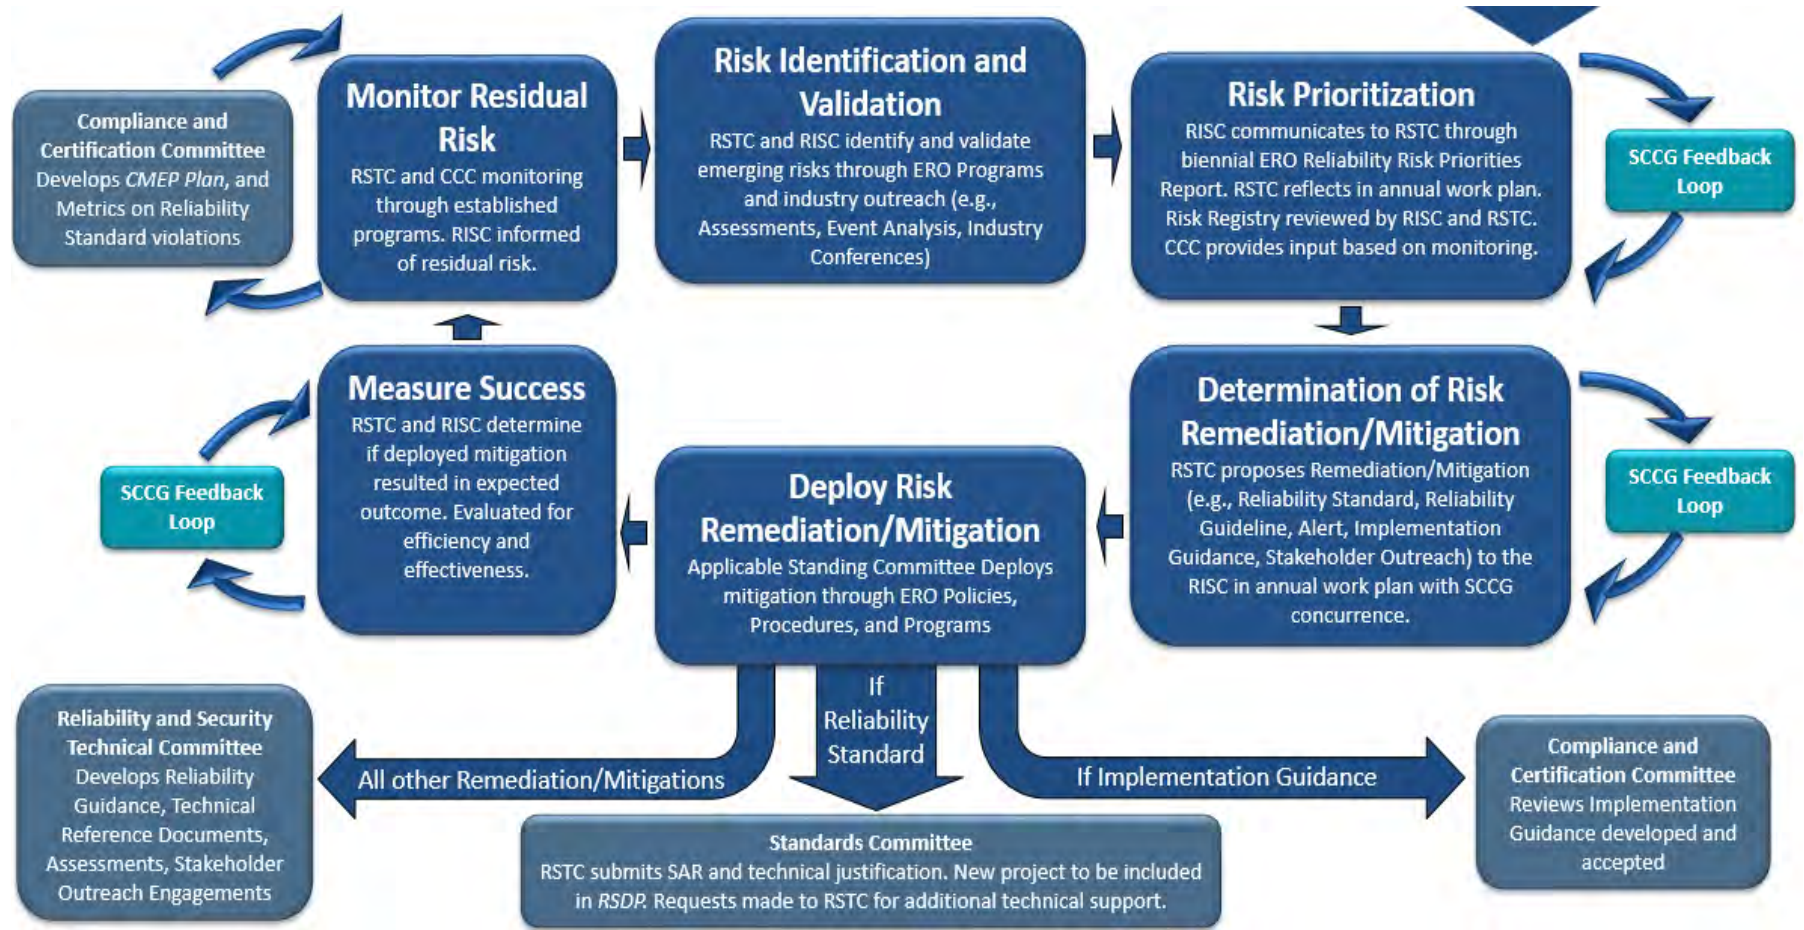 Compliance and
Certification Committee
Develops CMEP Plan, and
Metrics on Reliability
Standard violations
Monitor Residual
Risk
RSTC and CCC monitoring
through established
programs. RISC informed
of residual risk.
Risk Identification and
Validation
RSTC and RISC identify and validate
emerging risks through ERO Programs
and industry outreach (e.g.,
Assessments, Event Analysis, Industry
Conferences)
Risk Prioritization
RISC communicates to RSTC through
biennial ERO Reliability Risk Priorities
Report. RSTC reflects in annual work plan.
Risk Registry reviewed by RISC and RSTC.
CCC provides input based on monitoring.
SCCG Feedback
Loop
SCCG Feedback
Loop
Measure Success
RSTC and RISC determine
if deployed mitigation
resulted in expected
outcome. Evaluated for
efficiency and
effectiveness.
Deploy Risk
Remediation/Mitigation
Applicable Standing Committee Deploys
mitigation through ERO Policies,
Procedures, and Programs
Determination of Risk
Remediation/Mitigation
RSTC proposes Remediation/Mitigation
(e.g., Reliability Standard, Reliability
Guideline, Alert, Implementation
Guidance, Stakeholder Outreach) to the
RISC in annual work plan with SCCG
concurrence.
SCCG Feedback
Loop
Reliability and Security
Technical Committee
Develops Reliability
Guidance, Technical
Reference Documents,
Assessments, Stakeholder
Outreach Engagements
All other Remediation/Mitigations
If
Reliability
Standard
If Implementation Guidance
Standards Committee
RSTC submits SAR and technical justification. New project to be included
in RSDP. Requests made to RSTC for additional technical support.
Compliance and
Certification Committee
Reviews Implementation
Guidance developed and
accepted